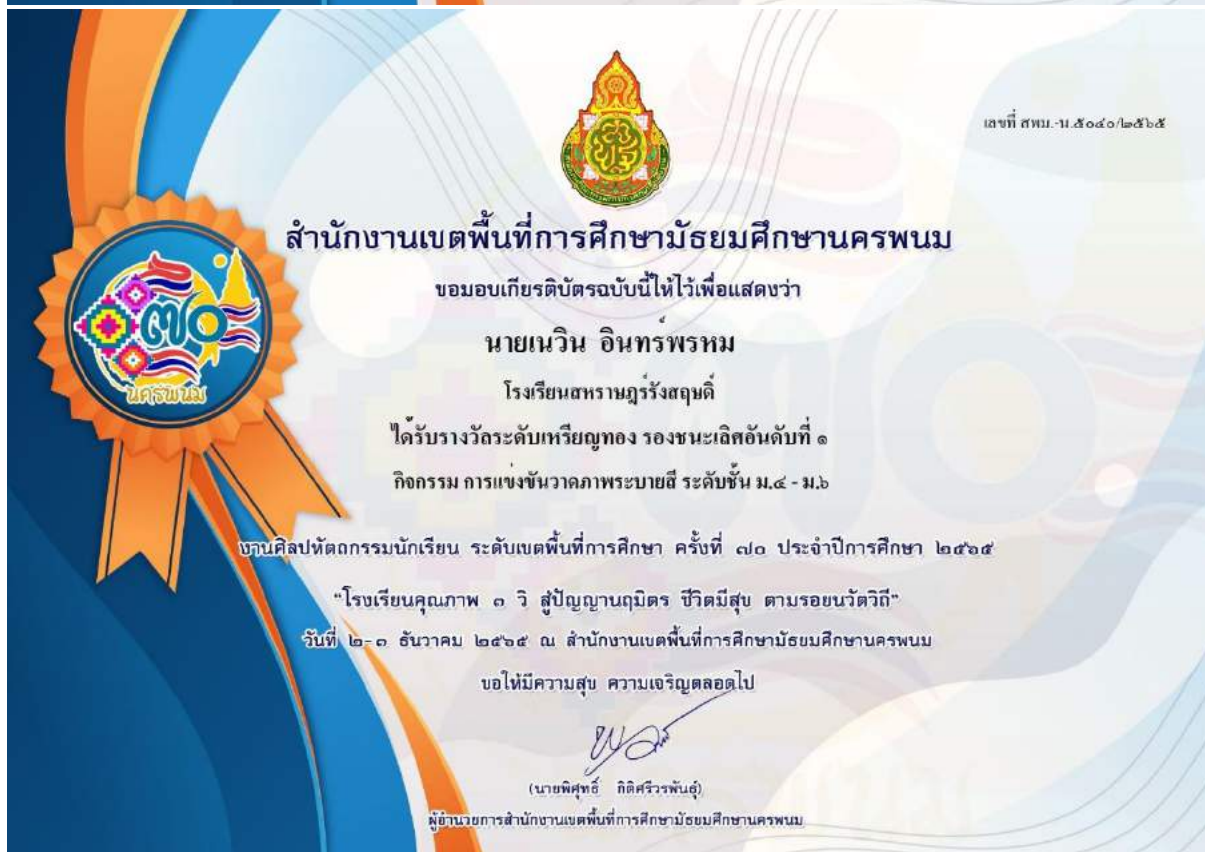 เลขที่ สพม.-น.๕๐๔๐/๒๕๖๕
สำนักงานเขตพื้นที่การศึกษามัธยมศึกษานครพนม
ขอมอบเกียรติบัตรฉบับนี้ให้ไว้เพื่อแสดงว่า
นายเนวิน อินทร์พรหม
โรงเรียนสหราษฎร์รังสฤษดิ์
ได้รับรางวัลระดับเหรียญทอง รองชนะเลิศอันดับที่ ๑
กิจกรรม การแข่งขันวาดภาพระบายสี ระดับชั้น ม.๔ - ม.๖
๗๐
นครพนม
งานศิลปหัตถกรรมนักเรียน ระดับเขตพื้นที่การศึกษา ครั้งที่ ๗๐ ประจำปีการศึกษา ๒๕๖๕
“โรงเรียนคุณภาพ ๓ วิ สู่ปัญญานฤมิตร ชีวิตมีสุข ตามรอยนวัตวิถี”
วันที่ ๒-๓ ธันวาคม ๒๕๖๕ ณ สำนักงานเขตพื้นที่การศึกษามัธยมศึกษานครพนม
ขอให้มีความสุข ความเจริญตลอดไป
(นายพิศุทธิ์ กิติศรีวรพันธุ์)
ผู้อำนวยการสำนักงานเขตพื้นที่การศึกษามัธยมศึกษานครพนม